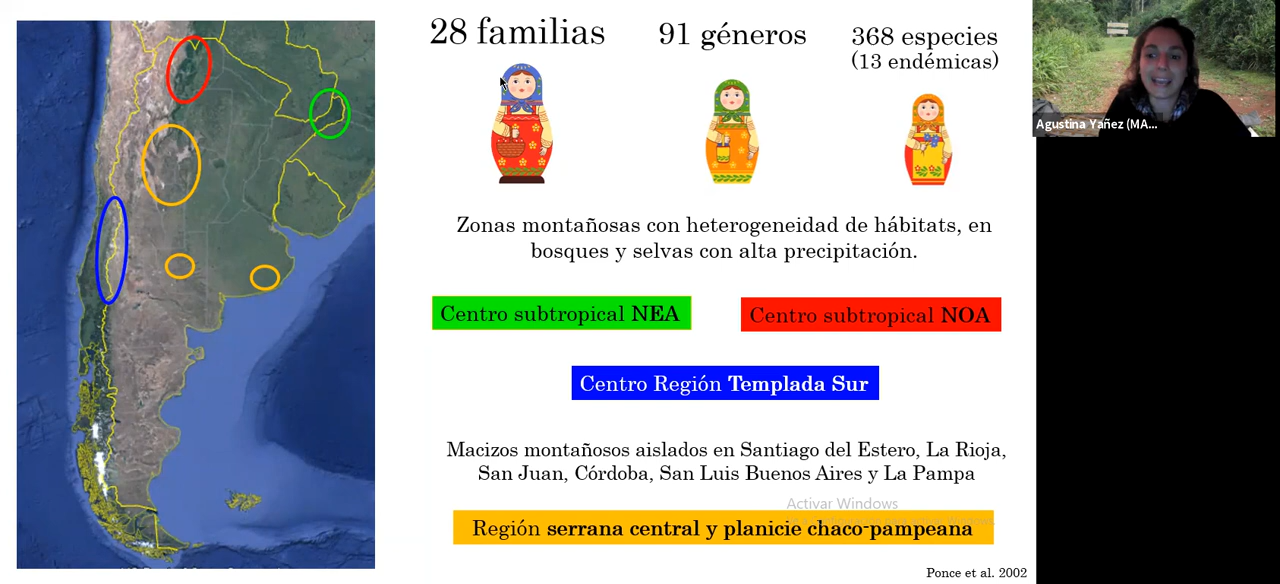 28 familias
91 géneros
368 especies
(13 endémicas)
Agustina Yañez (MA...
Zonas montañosas con heterogeneidad de hábitats, en
bosques y selvas con alta precipitación.
Centro subtropical NEA
Centro subtropical NOA
Centro Región Templada Sur
Macizos montañosos aislados en Santiago del Estero, La Rioja,
San Juan, Córdoba, San Luis Buenos Aires y La Pampa
Activar Windows
Región serrana central y planicie chaco-pampeana
Ponce et al. 2002